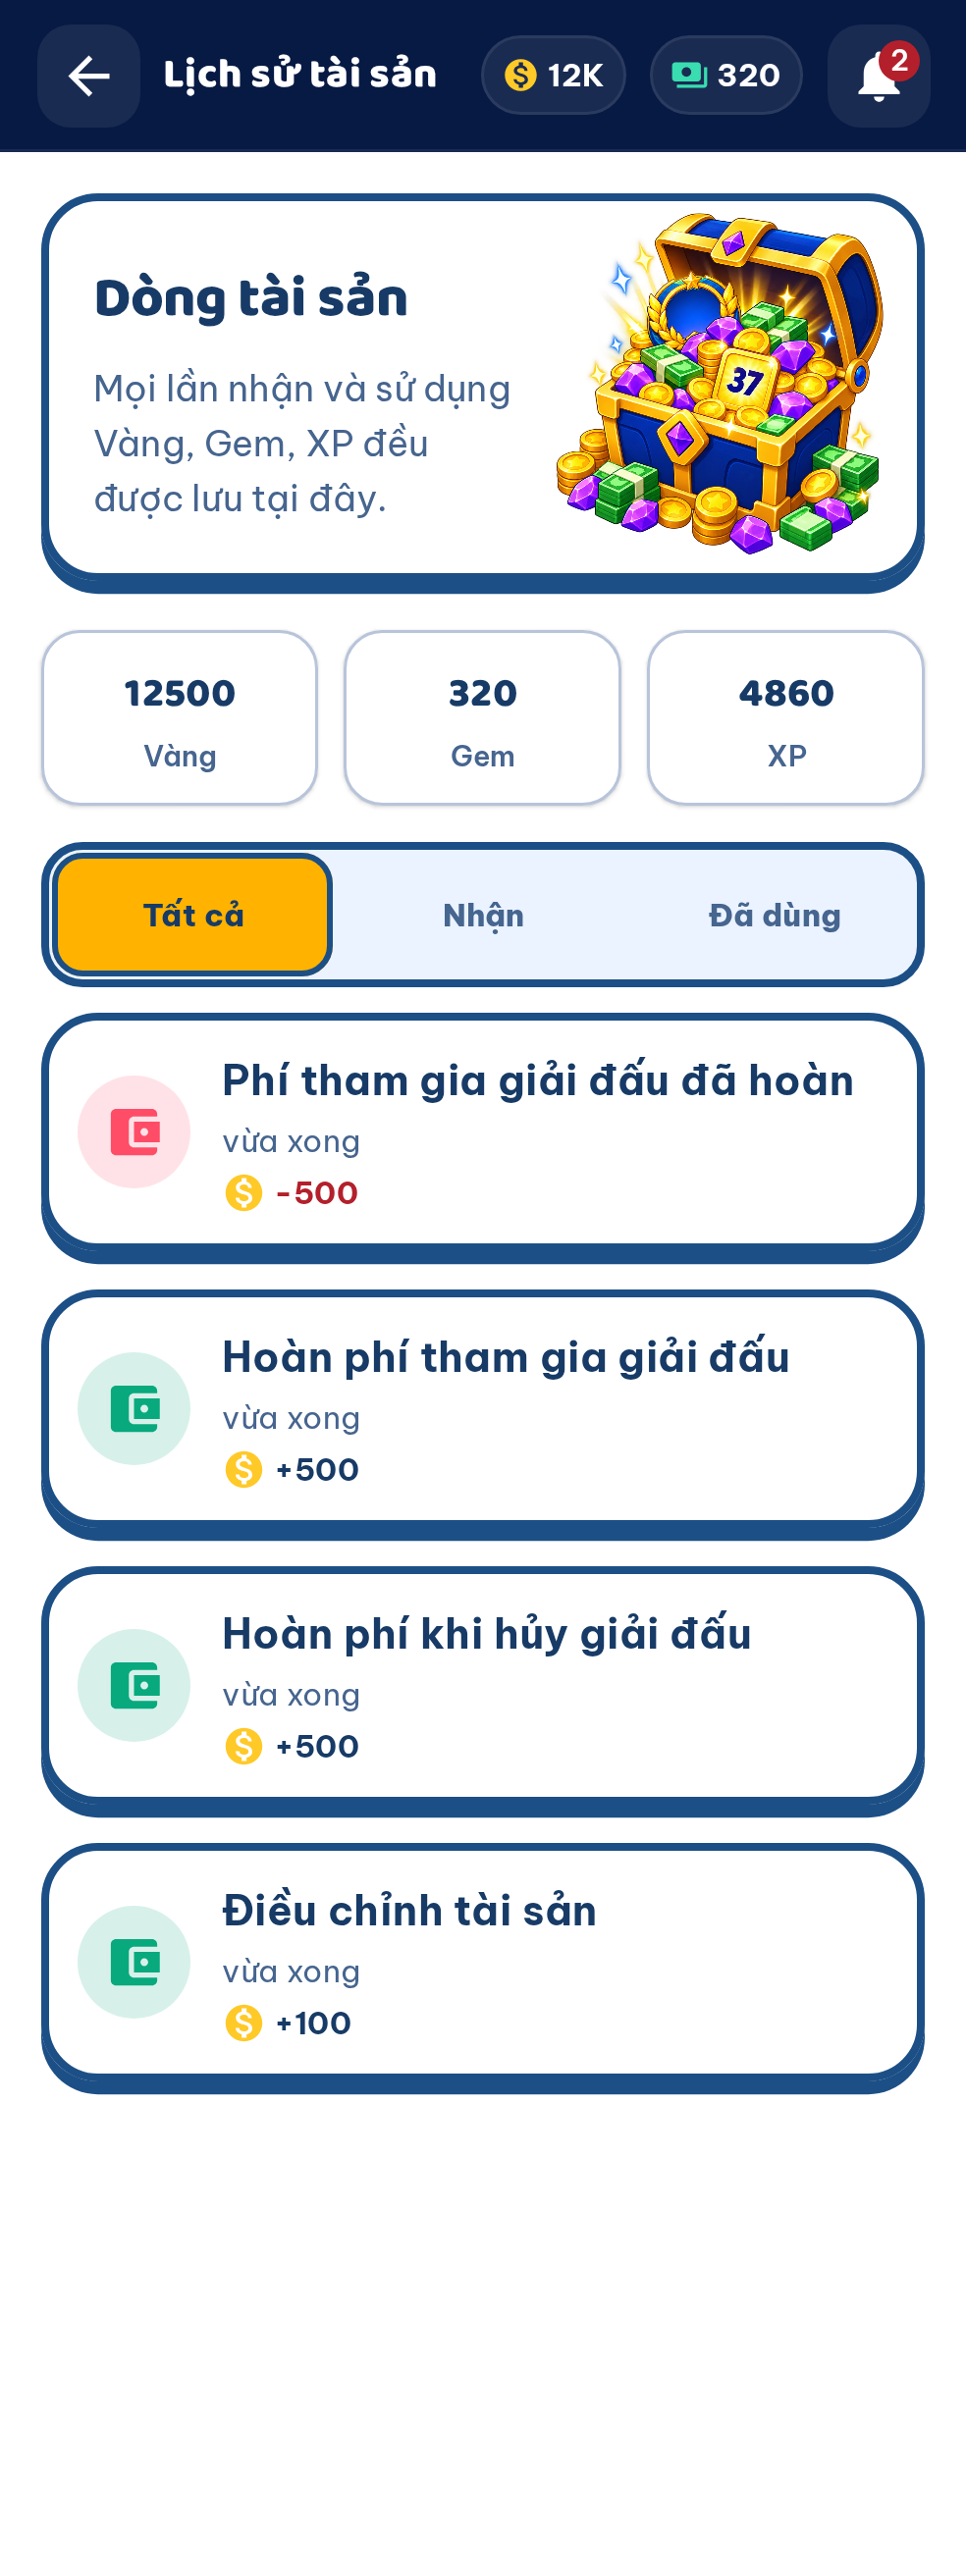 Lịch sử tài sản
12K
320
2
Dòng tài sản
Mọi lần nhận và sử dụng
Vàng, Gem, XP đều
được lưu tại đây.
37
12500
Vàng
320
Gem
4860
XP
Tất cả
Nhận
Đã dùng
Phí tham gia giải đấu đã hoàn
vừa xong
-500
Hoàn phí tham gia giải đấu
vừa xong
+500
Hoàn phí khi hủy giải đấu
vừa xong
+500
Điều chỉnh tài sản
vừa xong
+100